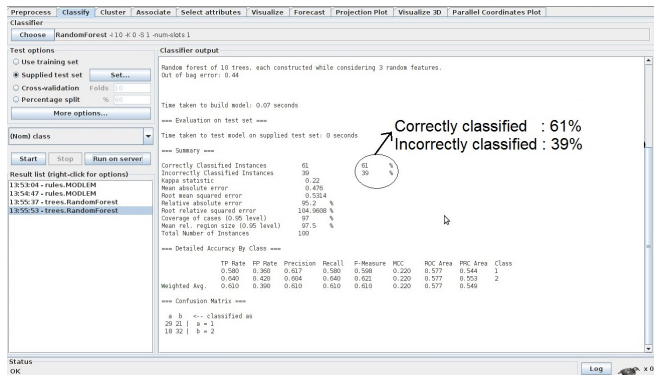 Preprocess Classify Cluster Associate Select attributes Visualize Forecast Projection Plot Visualize 3D Parallel Coordinates Plot
Classifier
Choose RandomForest -I 10 -K 0 -S 1 -num-slots 1
Test options
Use training set
Supplied test set Set...
Cross-validation Folds 10
Percentage split % 66
More options...
(Nom) class
Start Stop Run on server
Result list (right-click for options)
13:53:04 - rules.MODLEM
13:54:47 - rules.MODLEM
13:55:37 - trees.RandomForest
13:55:53 - trees.RandomForest
Classifier output
Random forest of 10 trees, each constructed while considering 3 random features.
Out of bag error: 0.44
Time taken to build model: 0.07 seconds
=== Evaluation on test set ===
Time taken to test model on supplied test set: 0 seconds
=== Summary ===
Correctly Classified Instances 61 61 %
Incorrectly Classified Instances 39 39 %
Kappa statistic 0.22
Mean absolute error 0.476
Root mean squared error 0.5314
Relative absolute error 95.2 %
Root relative squared error 104.9608 %
Coverage of cases (0.95 level) 97 %
Mean rel. region size (0.95 level) 97.5 %
Total Number of Instances 100
Correctly classified : 61%
Incorrectly classified : 39%
=== Detailed Accuracy By Class ===
TP Rate FP Rate Precision Recall F-Measure MCC ROC Area PRC Area Class
0.580 0.360 0.617 0.580 0.598 0.220 0.577 0.544 1
0.640 0.420 0.604 0.640 0.621 0.220 0.577 0.553 2
Weighted Avg. 0.610 0.390 0.610 0.610 0.610 0.220 0.577 0.549
=== Confusion Matrix ===
a b <-- classified as
29 21 | a = 1
18 32 | b = 2
Status
OK
Log x 0